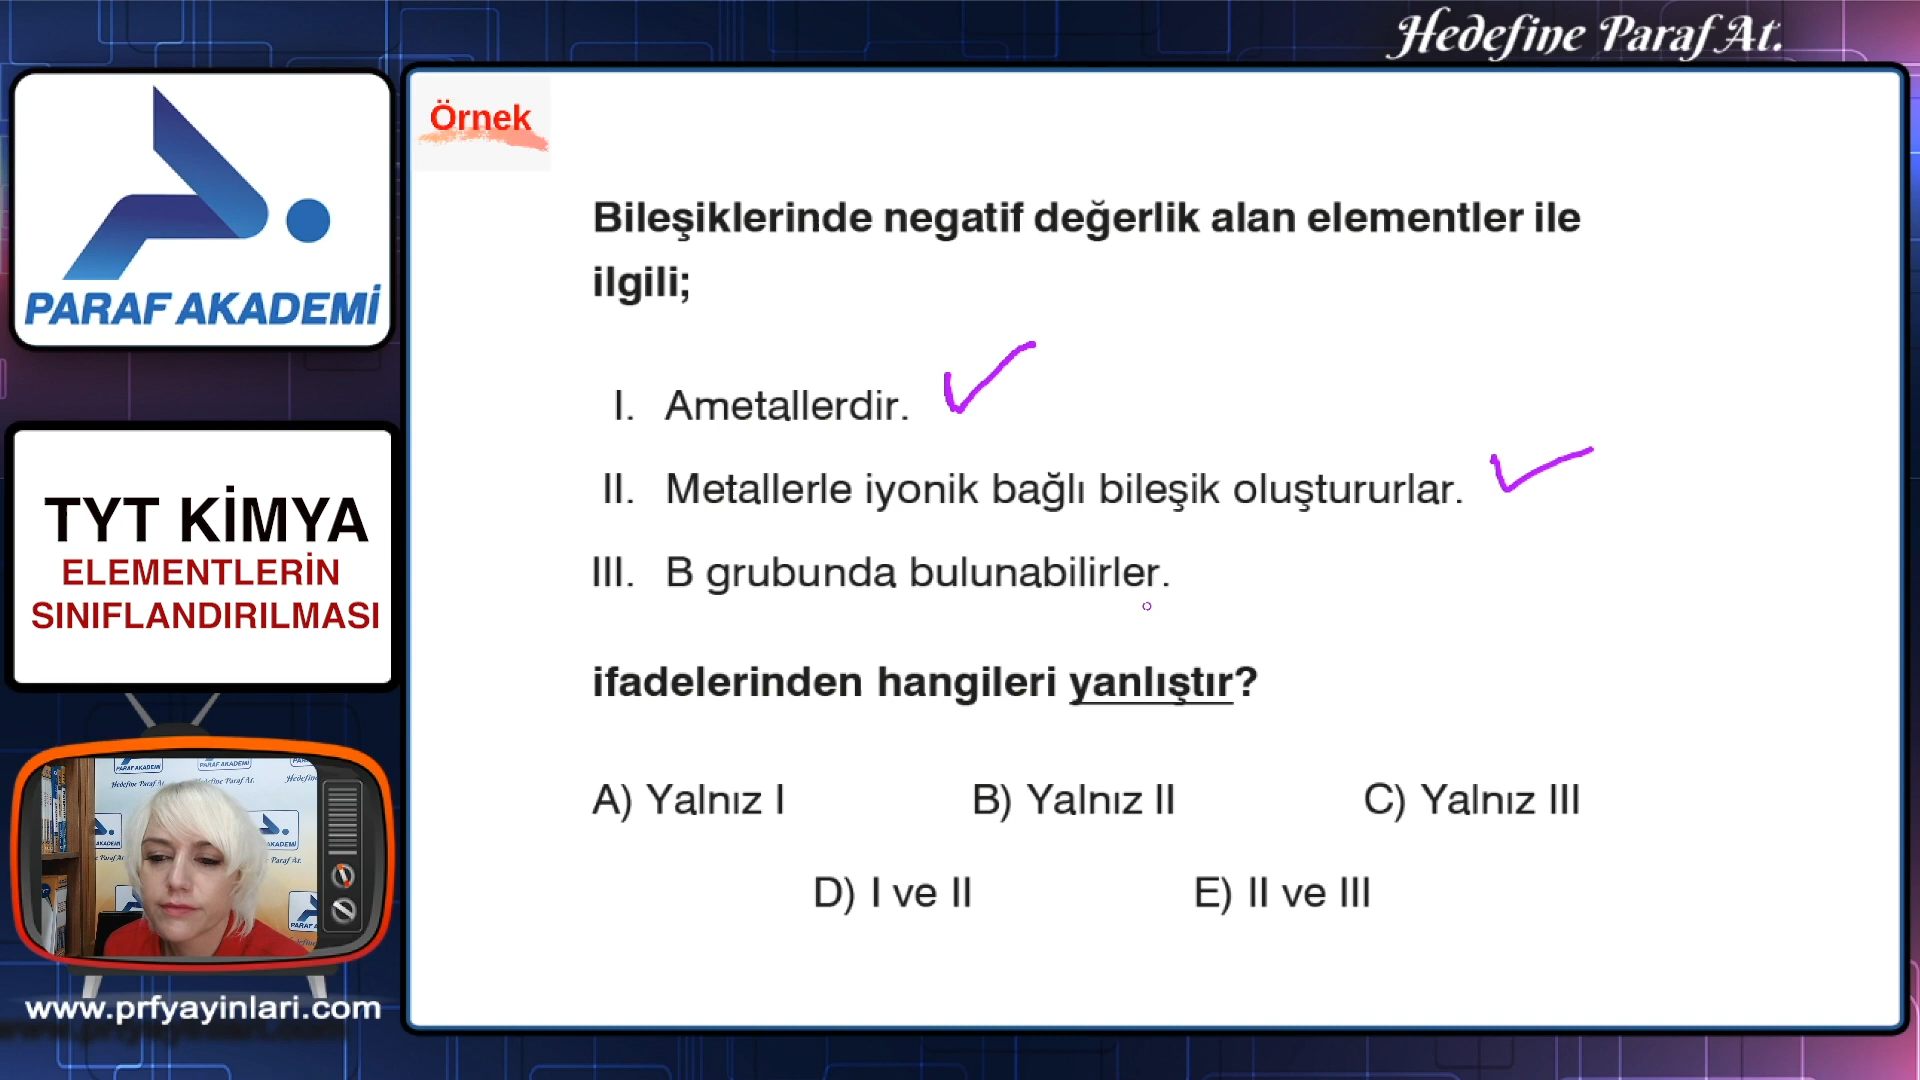 Hedefine Paraf At.
PARAF AKADEMİ
TYT KİMYA
ELEMENTLERİN
SINIFLANDIRILMASI
www.prfyayinlari.com
Örnek
Bileşiklerinde negatif değerlik alan elementler ile
ilgili;
I. Ametallerdir.
II. Metallerle iyonik bağlı bileşik oluştururlar.
III. B grubunda bulunabilirler.
ifadelerinden hangileri yanlıştır?
A) Yalnız I B) Yalnız II C) Yalnız III
D) I ve II E) II ve III